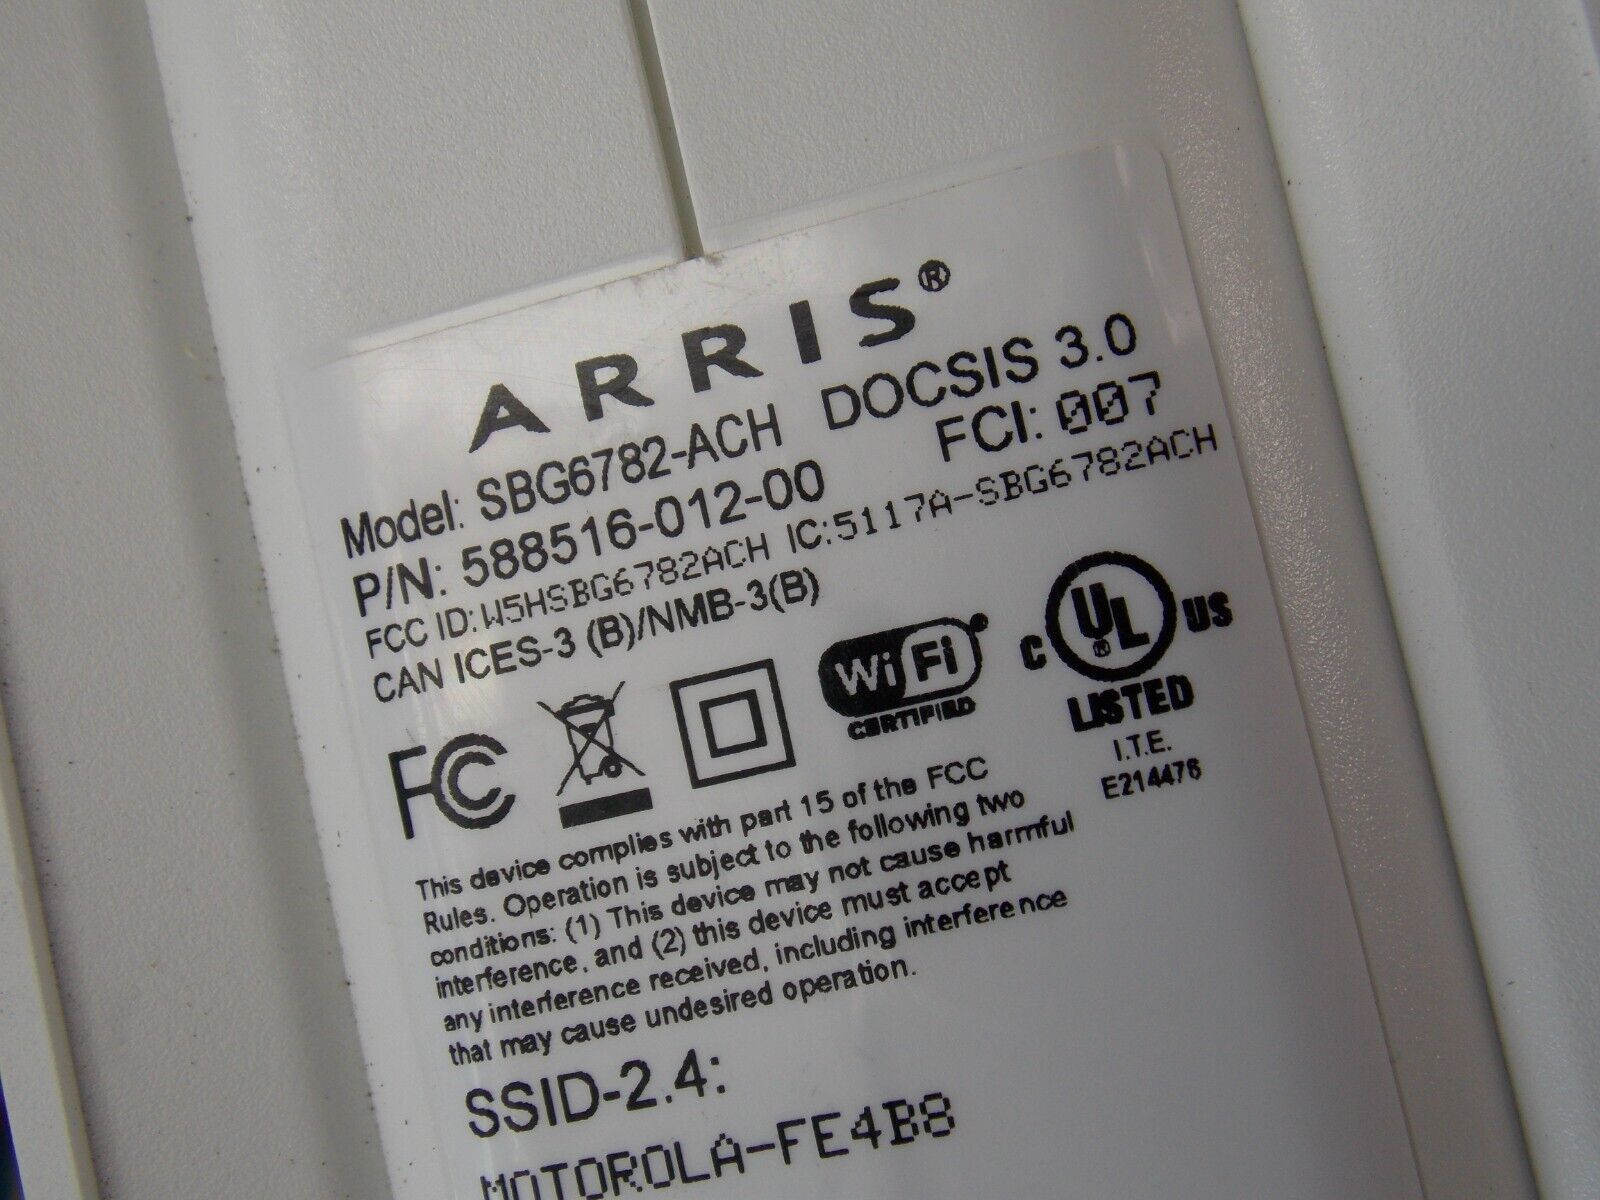 ARRIS®
Model: SBG6782-ACH DOCSIS 3.0
P/N: 588516-012-00 FCI: 007
FCC ID: W5HSBG6782ACH IC: 5117A-SBG6782ACH
CAN ICES-3 (B)/NMB-3(B)
FC
Wi Fi®
CERTIFIED
C UL® US
LISTED
I.T.E.
E214476
This device complies with part 15 of the FCC
Rules. Operation is subject to the following two
conditions: (1) This device may not cause harmful
interference, and (2) this device must accept
any interference received, including interference
that may cause undesired operation.
SSID-2.4:
MOTOROLA-FE4B8